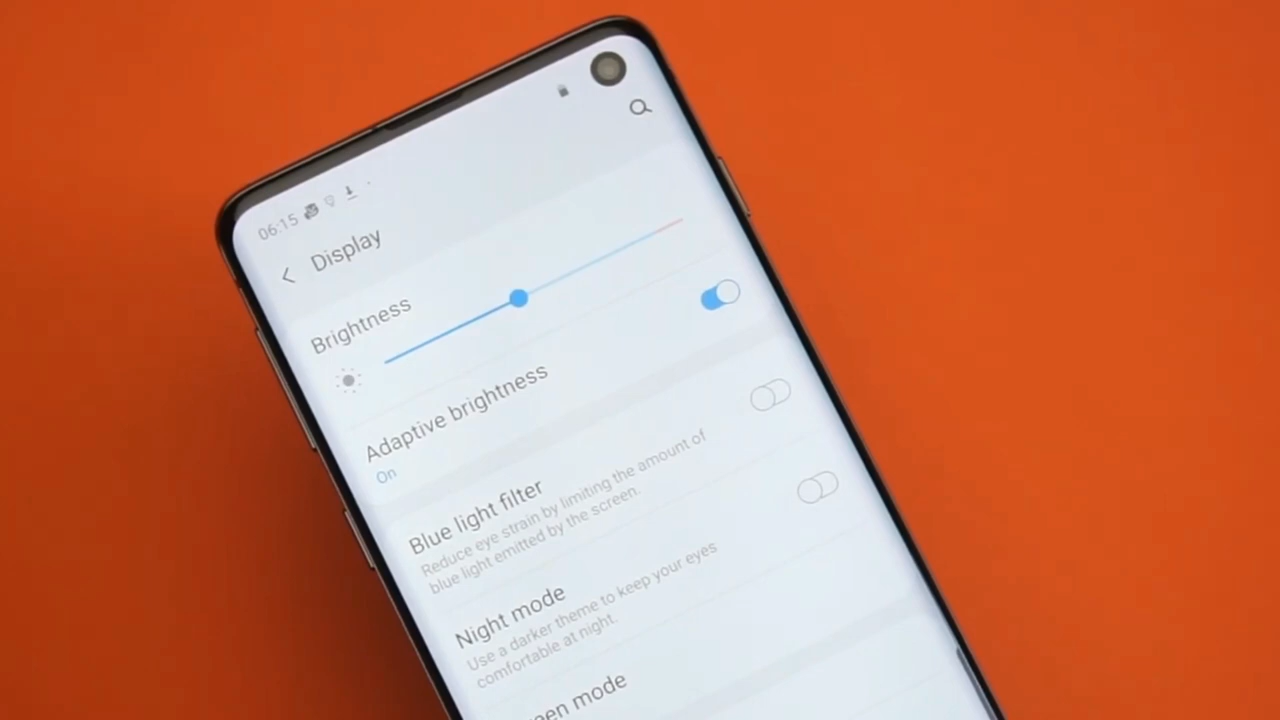 06:15
Display
Brightness
Adaptive brightness
On
Blue light filter
Reduce eye strain by limiting the amount of
blue light emitted by the screen.
Night mode
Use a darker theme to keep your eyes
comfortable at night.
een mode